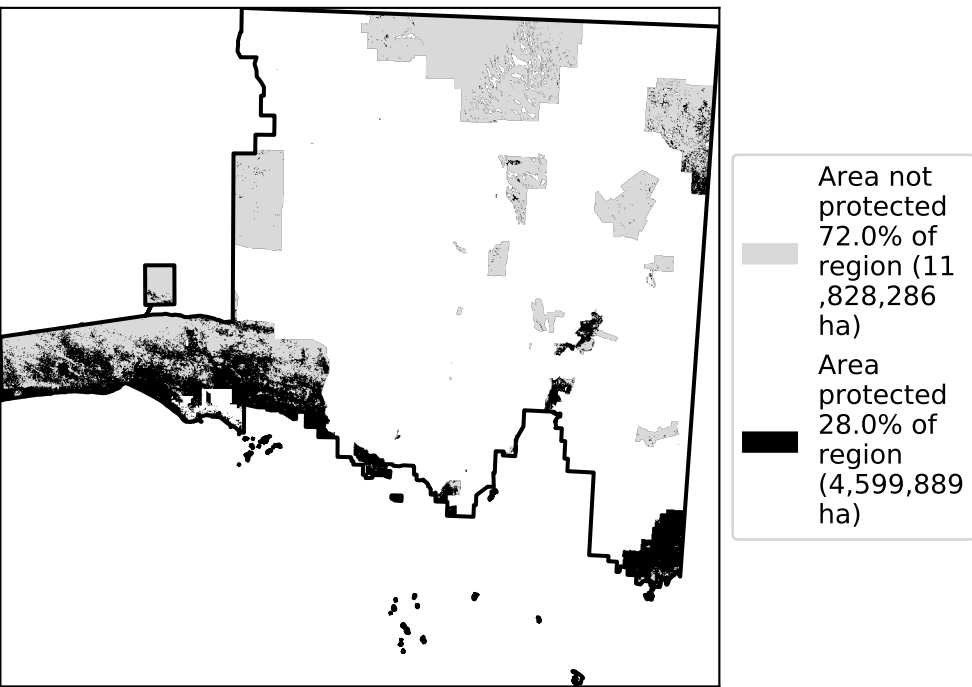 Area not
protected
72.0% of
region (11
,828,286
ha)
Area
protected
28.0% of
region
(4,599,889
ha)